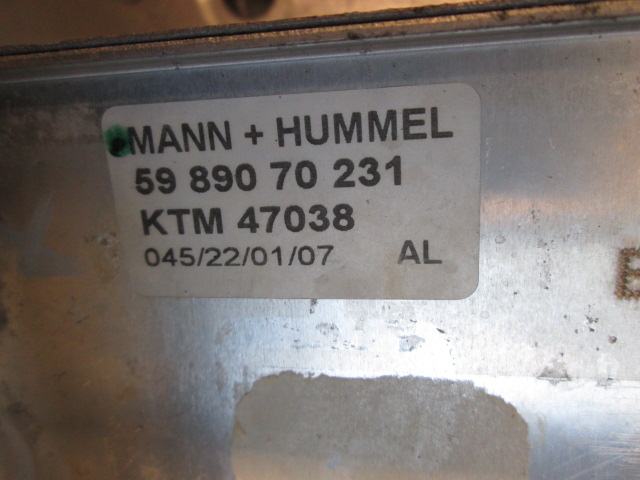 MANN + HUMMEL
59 890 70 231
KTM 47038
045/22/01/07 AL